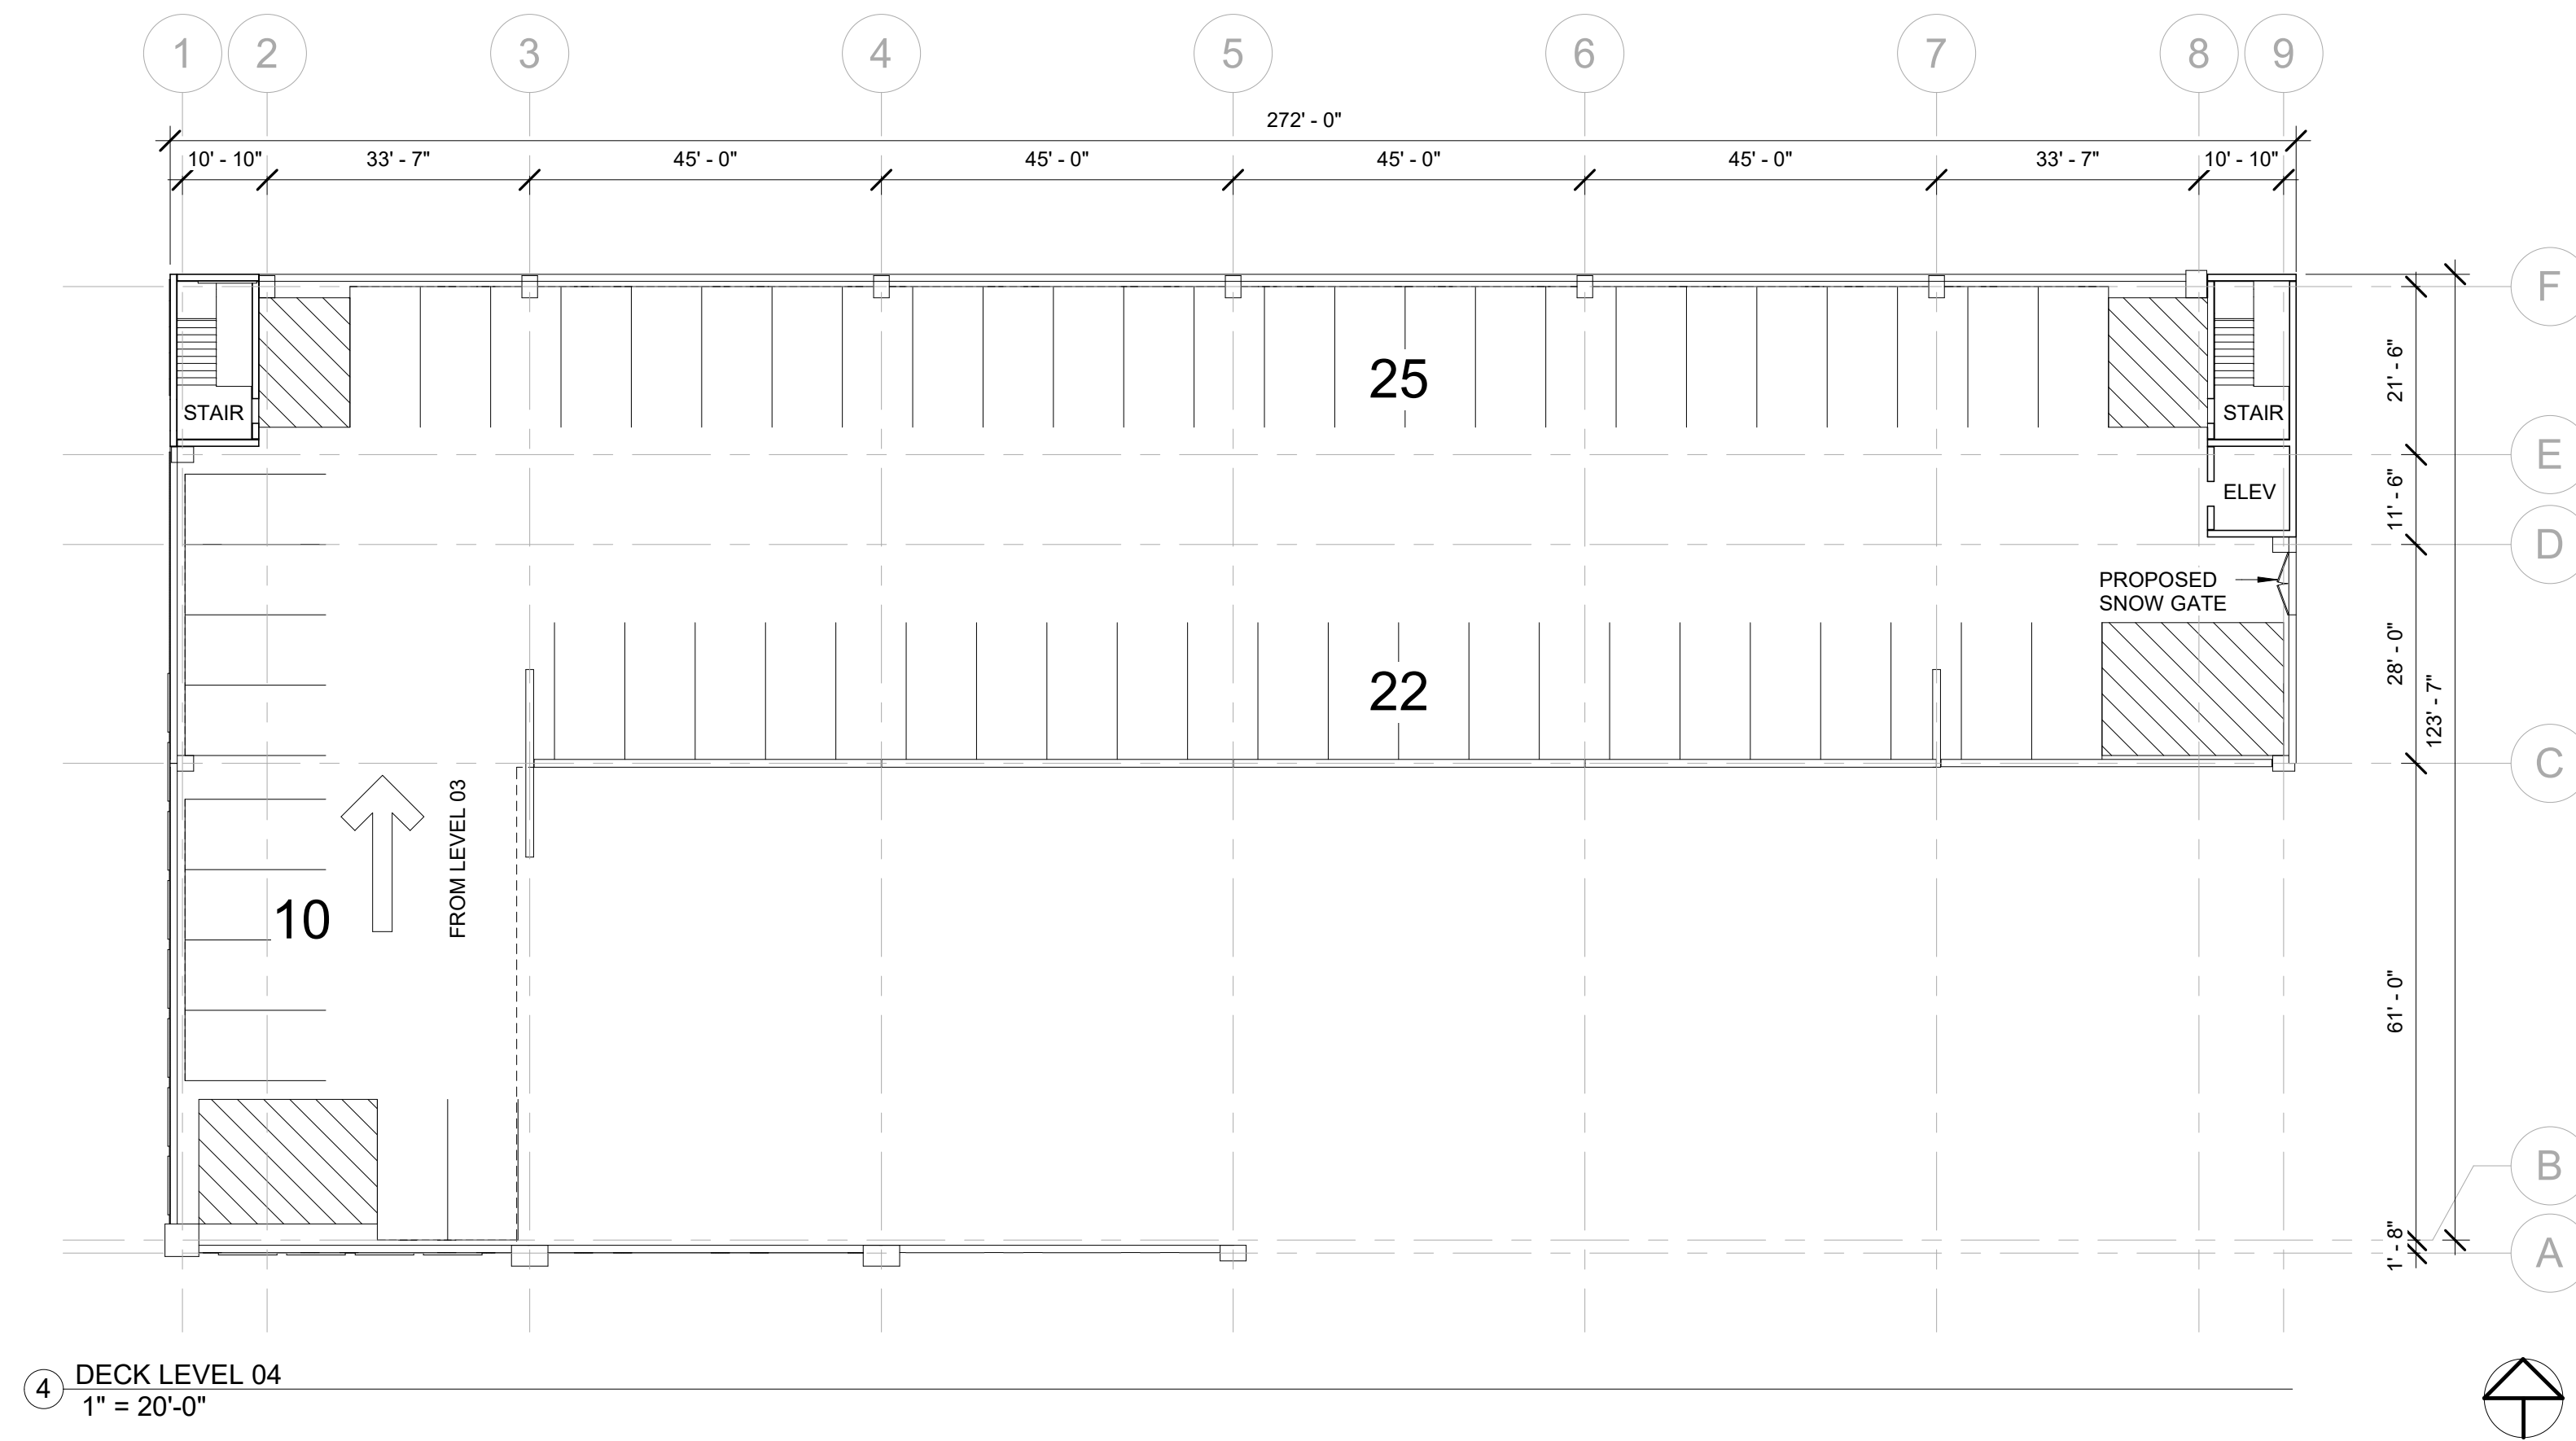 1 2 3 4 5 6 7 8 9
272' - 0"
10' - 10" 33' - 7" 45' - 0" 45' - 0" 45' - 0" 45' - 0" 33' - 7" 10' - 10"
F
21' - 6"
25
STAIR
STAIR
E
11' - 6"
ELEV
D
PROPOSED
SNOW GATE
28' - 0"
22
123' - 7"
C
FROM LEVEL 03
10
61' - 0"
B
1' - 8"
A
4 DECK LEVEL 04
1" = 20'-0"